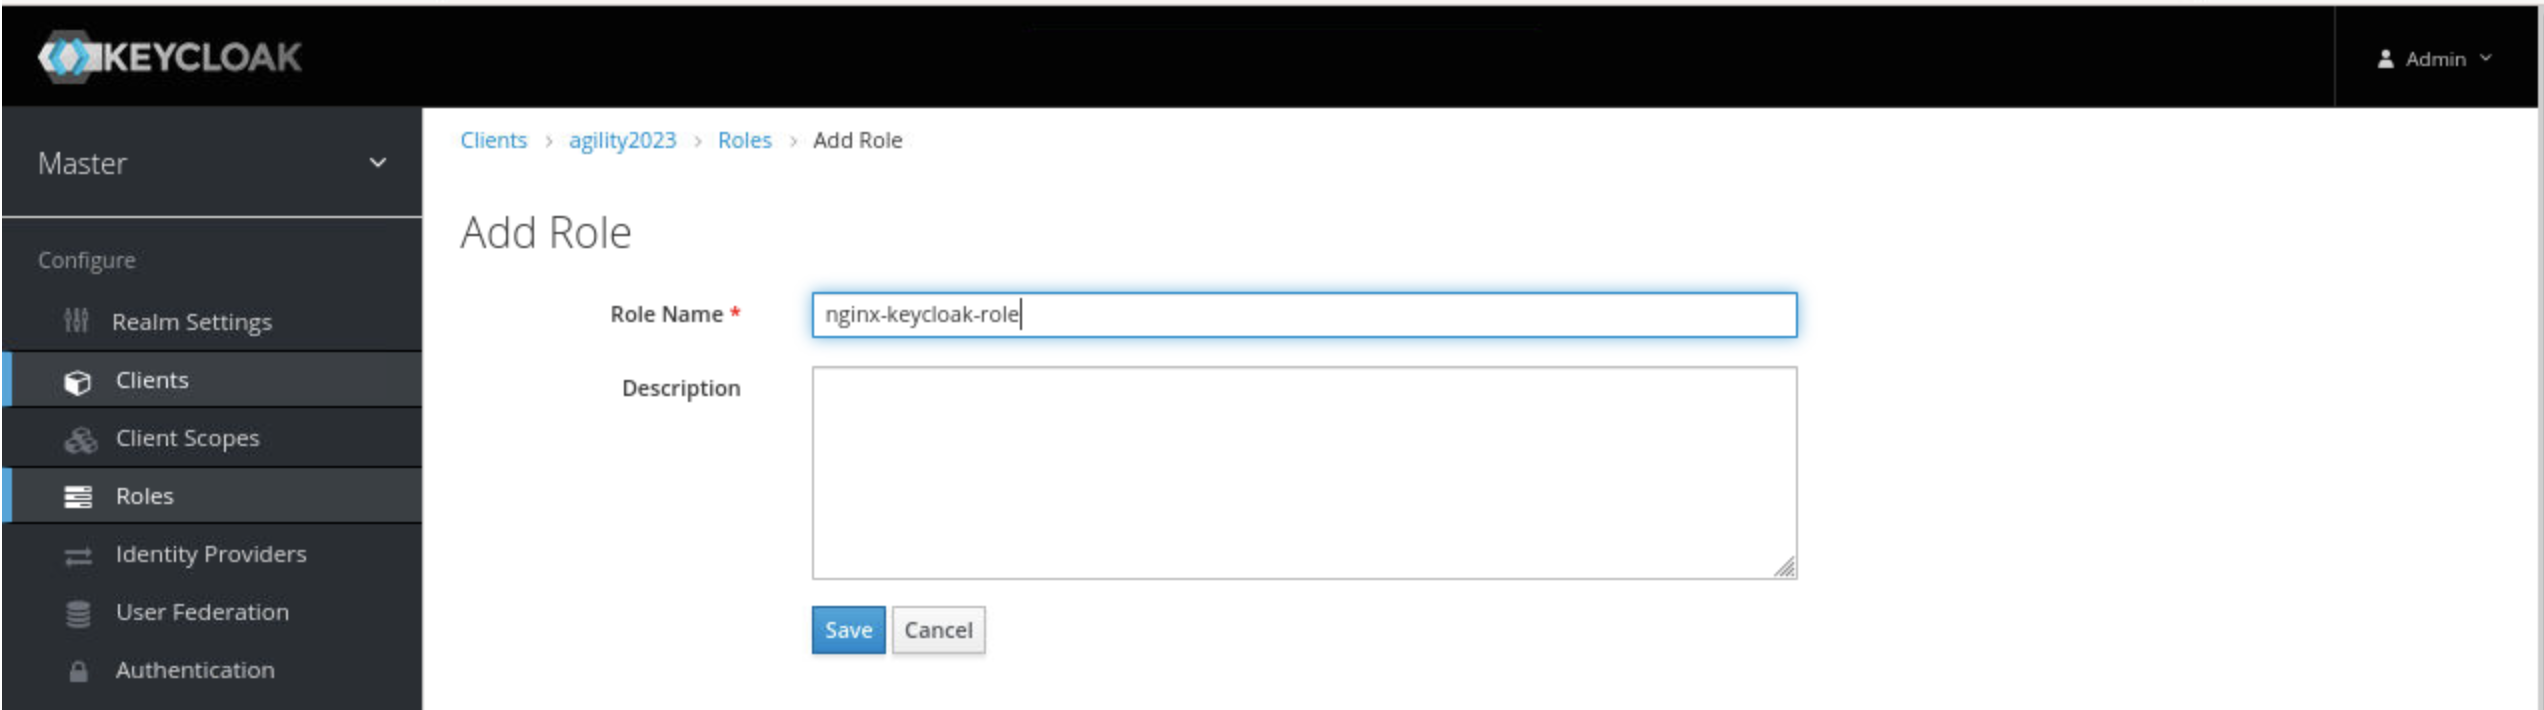 KEYCLOAK
Admin
Master
Configure
Realm Settings
Clients
Client Scopes
Roles
Identity Providers
User Federation
Authentication
Clients > agility2023 > Roles > Add Role
Add Role
Role Name * nginx-keycloak-role
Description
Save Cancel